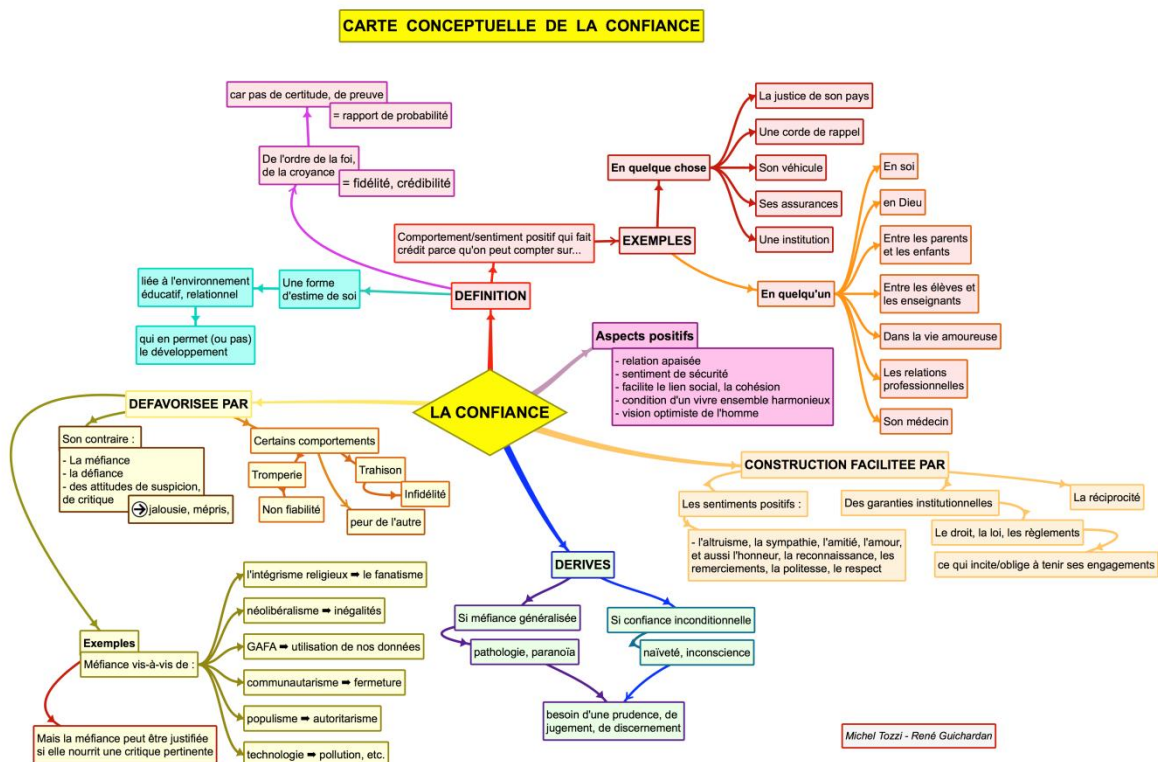 CARTE CONCEPTUELLE DE LA CONFIANCE
car pas de certitude, de preuve
= rapport de probabilité
De l'ordre de la foi,
de la croyance
= fidélité, crédibilité
Comportement/sentiment positif qui fait
crédit parce qu'on peut compter sur...
EXEMPLES
En quelque chose
La justice de son pays
Une corde de rappel
Son véhicule
Ses assurances
Une institution
En quelqu'un
En soi
en Dieu
Entre les parents
et les enfants
Entre les élèves et
les enseignants
Dans la vie amoureuse
Les relations
professionnelles
Son médecin
DEFINITION
Une forme
d'estime de soi
liée à l'environnement
éducatif, relationnel
qui en permet (ou pas)
le développement
Aspects positifs
- relation apaisée
- sentiment de sécurité
- facilite le lien social, la cohésion
- condition d'un vivre ensemble harmonieux
- vision optimiste de l'homme
LA CONFIANCE
DEFAVORISEE PAR
Son contraire :
- La méfiance
- la défiance
- des attitudes de suspicion,
de critique
jalousie, mépris,
Certains comportements
Tromperie
Non fiabilité
Trahison
Infidélité
peur de l'autre
CONSTRUCTION FACILITEE PAR
Les sentiments positifs :
- l'altruisme, la sympathie, l'amitié, l'amour,
et aussi l'honneur, la reconnaissance, les
remerciements, la politesse, le respect
Des garanties institutionnelles
Le droit, la loi, les règlements
ce qui incite/oblige à tenir ses engagements
La réciprocité
DERIVES
Si méfiance généralisée
pathologie, paranoïa
Si confiance inconditionnelle
naïveté, inconscience
besoin d'une prudence, de
jugement, de discernement
Exemples
Méfiance vis-à-vis de :
l'intégrisme religieux ➡ le fanatisme
néolibéralisme ➡ inégalités
GAFA ➡ utilisation de nos données
communautarisme ➡ fermeture
populisme ➡ autoritarisme
technologie ➡ pollution, etc.
Mais la méfiance peut être justifiée
si elle nourrit une critique pertinente
Michel Tozzi - René Guichardan